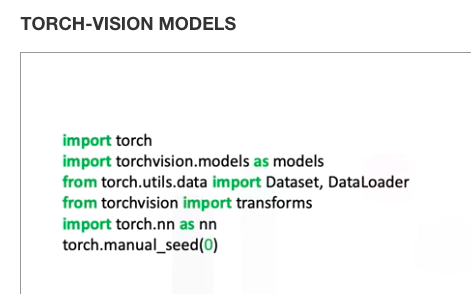 TORCH-VISION MODELS
import torch
import torchvision.models as models
from torch.utils.data import Dataset, DataLoader
from torchvision import transforms
import torch.nn as nn
torch.manual_seed(0)